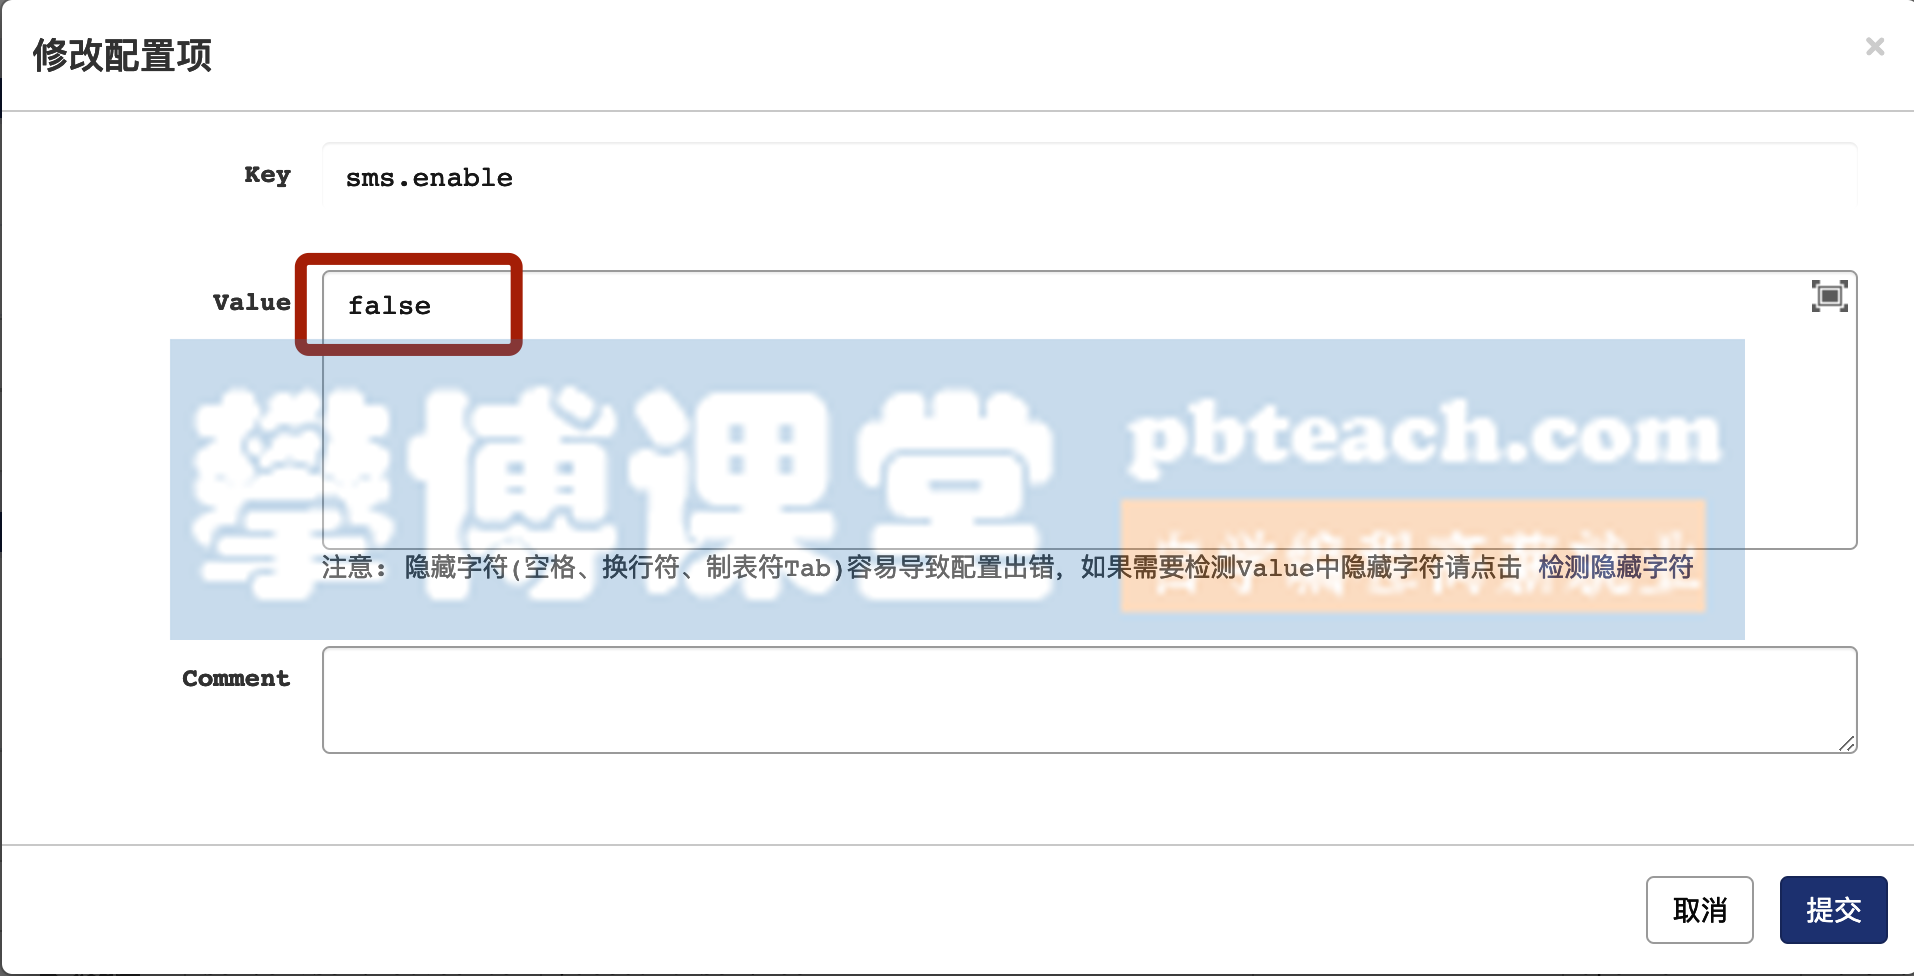 修改配置项
×
Key
sms.enable
Value
false
攀博课堂
pbteach.com
注意: 隐藏字符(空格、换行符、制表符Tab)容易导致配置出错, 如果需要检测Value中隐藏字符请点击 检测隐藏字符
Comment
取消
提交